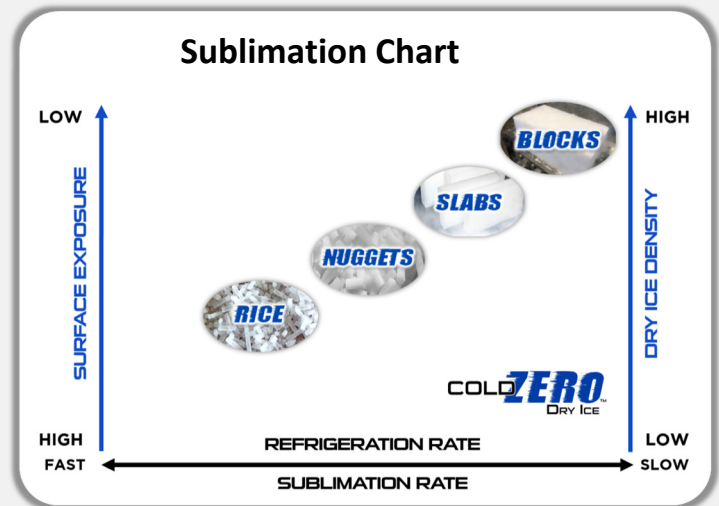 Sublimation Chart
LOW
HIGH
BLOCKS
SLABS
NUGGETS
RICE
SURFACE EXPOSURE
DRY ICE DENSITY
COLD ZERO™
DRY ICE
HIGH
REFRIGERATION RATE
LOW
FAST
SLOW
SUBLIMATION RATE